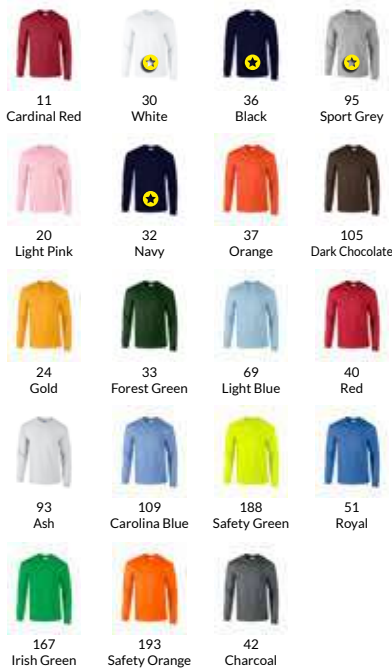 11
Cardinal Red
30
White
36
Black
95
Sport Grey
20
Light Pink
32
Navy
37
Orange
105
Dark Chocolate
24
Gold
33
Forest Green
69
Light Blue
40
Red
93
Ash
109
Carolina Blue
188
Safety Green
51
Royal
167
Irish Green
193
Safety Orange
42
Charcoal